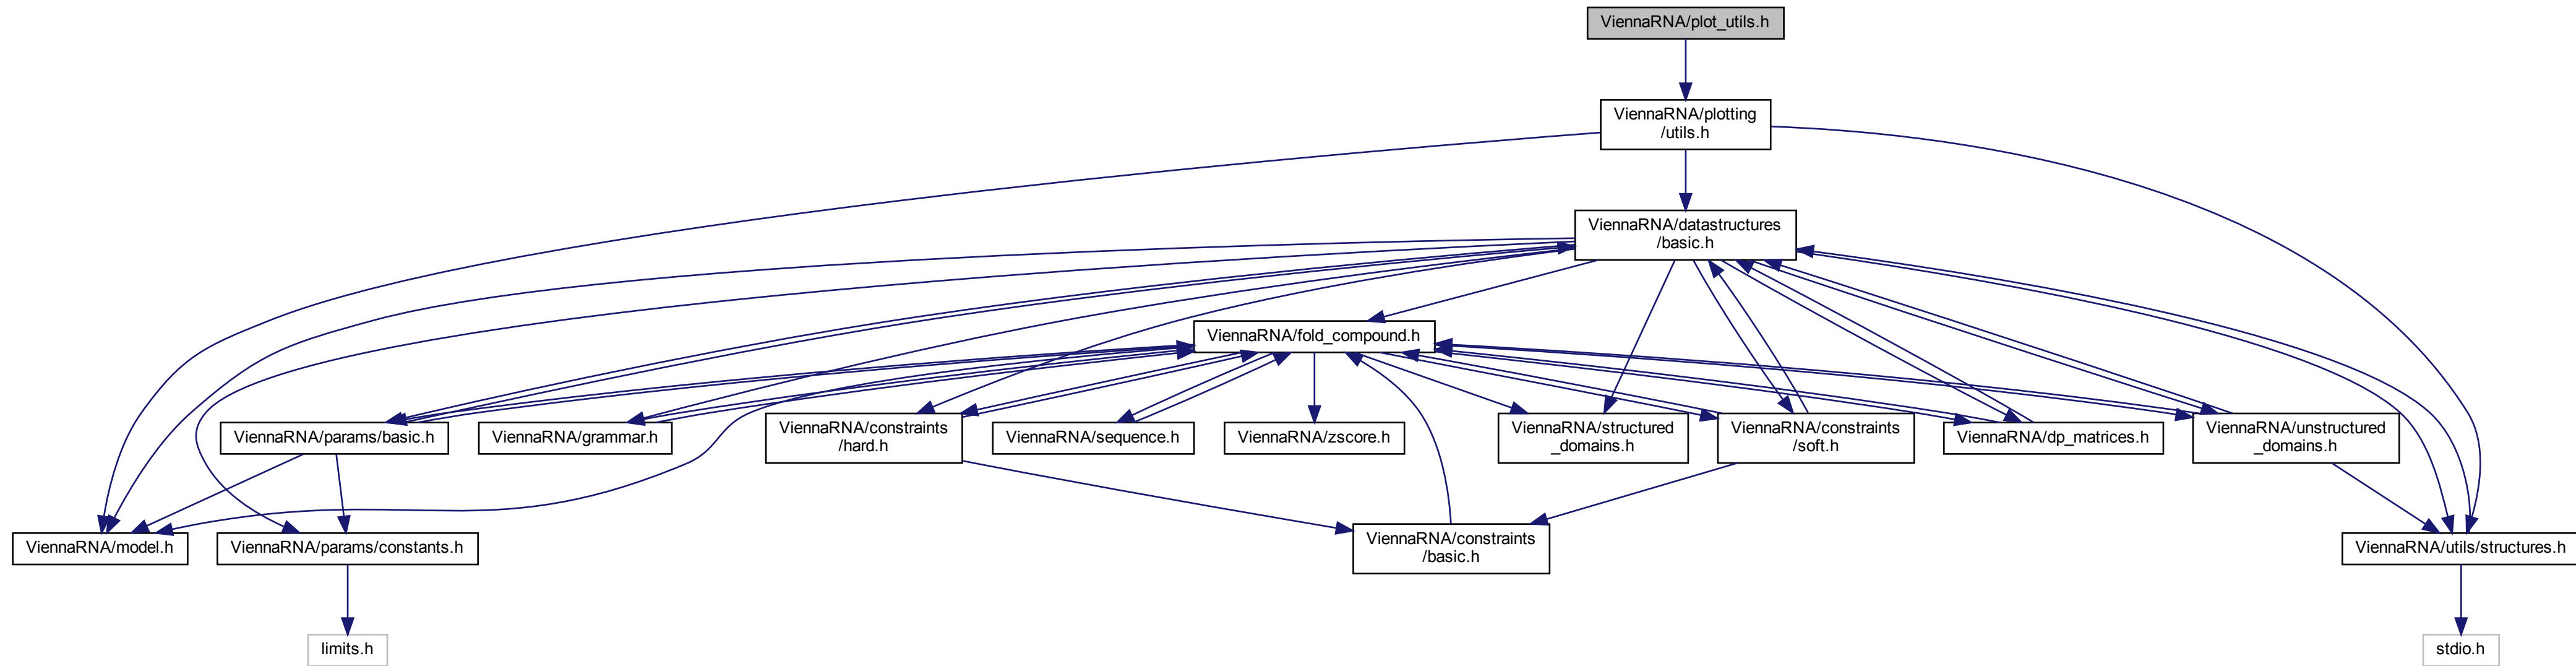 ViennaRNA/plot_utils.h
ViennaRNA/plotting
/utils.h
ViennaRNA/datastructures
/basic.h
ViennaRNA/fold_compound.h
ViennaRNA/params/basic.h
ViennaRNA/grammar.h
ViennaRNA/constraints
/hard.h
ViennaRNA/sequence.h
ViennaRNA/zscore.h
ViennaRNA/structured
_domains.h
ViennaRNA/constraints
/soft.h
ViennaRNA/dp_matrices.h
ViennaRNA/unstructured
_domains.h
ViennaRNA/model.h
ViennaRNA/params/constants.h
ViennaRNA/constraints
/basic.h
ViennaRNA/utils/structures.h
limits.h
stdio.h